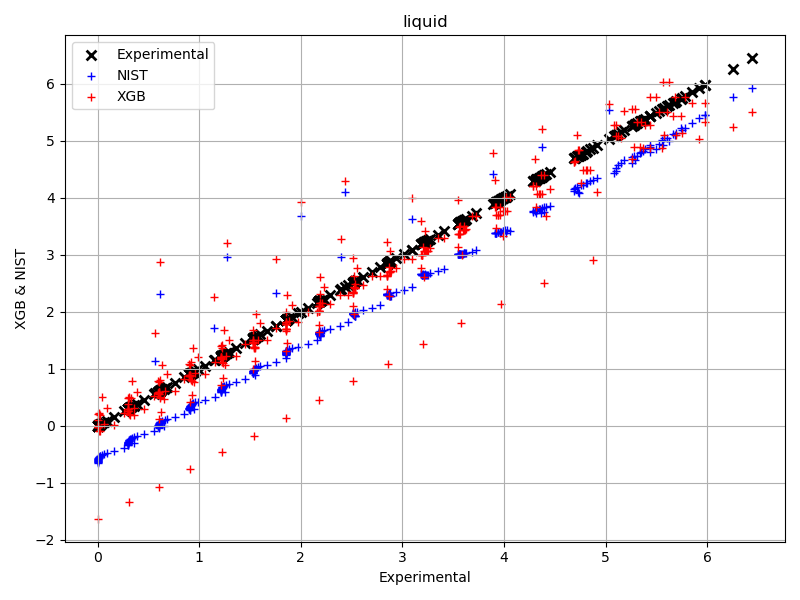 liquid
Experimental
NIST
XGB
XGB & NIST
6
5
4
3
2
1
0
−1
−2
0 1 2 3 4 5 6
Experimental